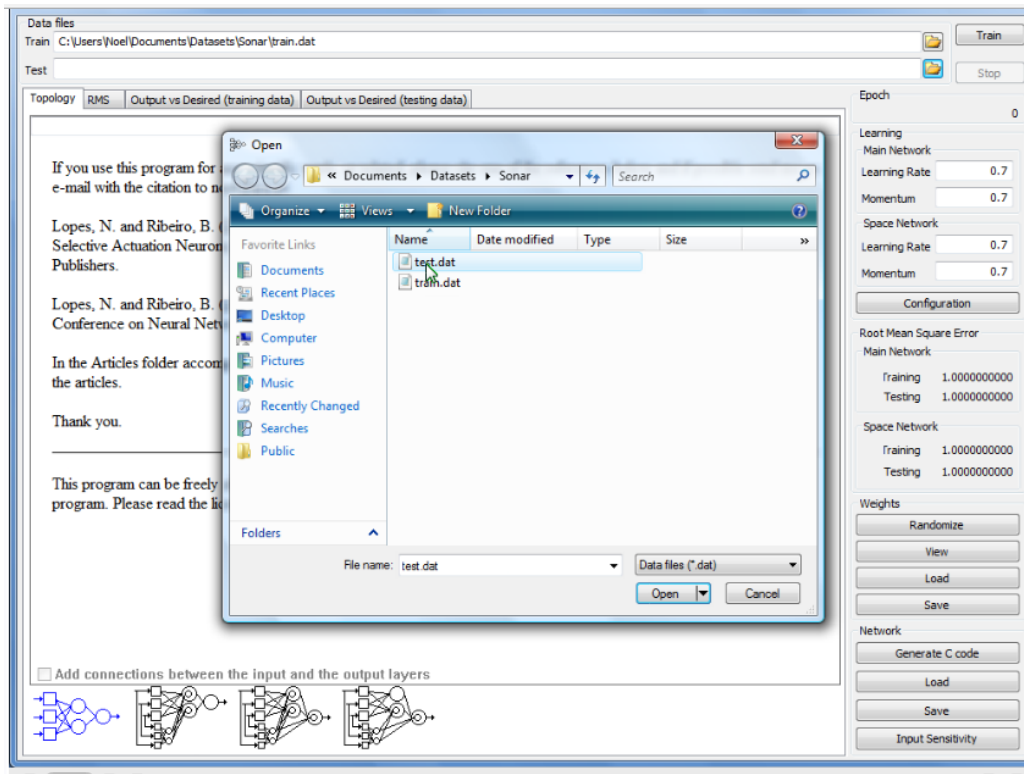 Data files
Train C:\Users\Noel\Documents\Datasets\Sonar\train.dat
Train
Test
Stop
Topology RMS Output vs Desired (training data) Output vs Desired (testing data)
If you use this program for
e-mail with the citation to
Lopes, N. and Ribeiro, B.
Selective Actuation Neuron
Publishers.
Lopes, N. and Ribeiro, B.
Conference on Neural
In the Articles folder
the articles.
Thank you.
This program can be freely
program. Please read the
Open
« Documents Datasets Sonar
Search
Organize Views New Folder
Favorite Links
Documents
Recent Places
Desktop
Computer
Pictures
Music
Recently Changed
Searches
Public
Folders
Name Date modified Type Size »
test.dat
train.dat
File name: test.dat
Data files (*.dat)
Open Cancel
Add connections between the input and the output layers
Epoch
0
Learning
Main Network
Learning Rate 0.7
Momentum 0.7
Space Network
Learning Rate 0.7
Momentum 0.7
Configuration
Root Mean Square Error
Main Network
Training 1.0000000000
Testing 1.0000000000
Space Network
Training 1.0000000000
Testing 1.0000000000
Weights
Randomize
View
Load
Save
Network
Generate C code
Load
Save
Input Sensitivity